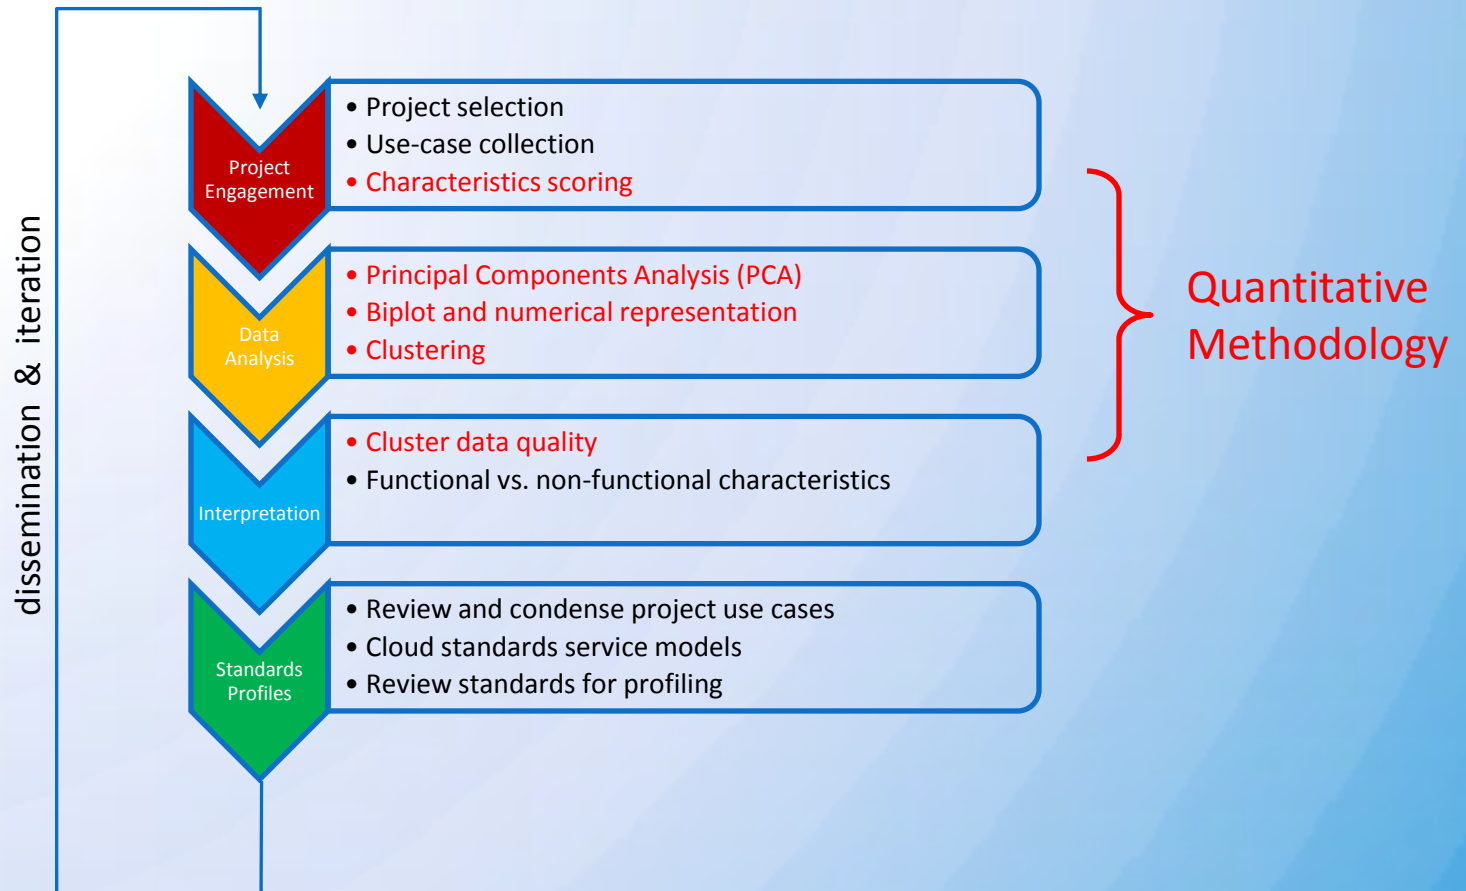 dissemination & iteration
Project
Engagement
• Project selection
• Use-case collection
• Characteristics scoring
Data
Analysis
• Principal Components Analysis (PCA)
• Biplot and numerical representation
• Clustering
Interpretation
• Cluster data quality
• Functional vs. non-functional characteristics
Standards
Profiles
• Review and condense project use cases
• Cloud standards service models
• Review standards for profiling
Quantitative
Methodology